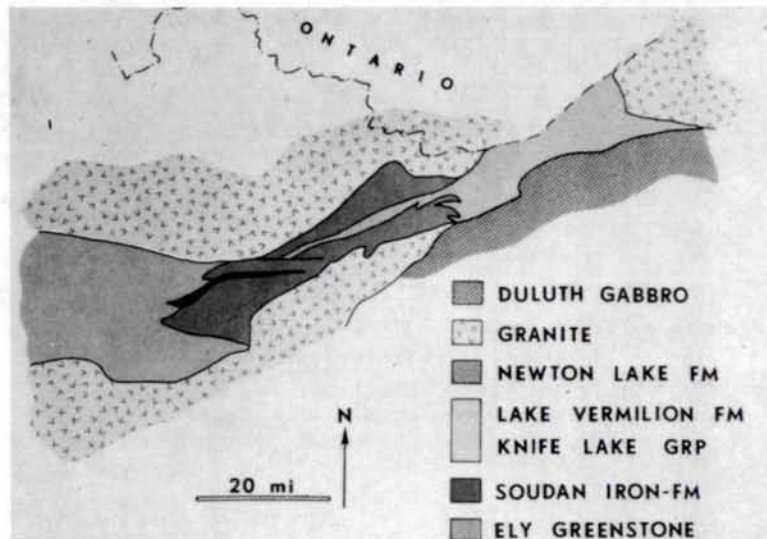 ONTARIO
DULUTH GABBRO
GRANITE
NEWTON LAKE FM
LAKE VERMILION FM
KNIFE LAKE GRP
SOUDAN IRON-FM
ELY GREENSTONE
N
20 mi